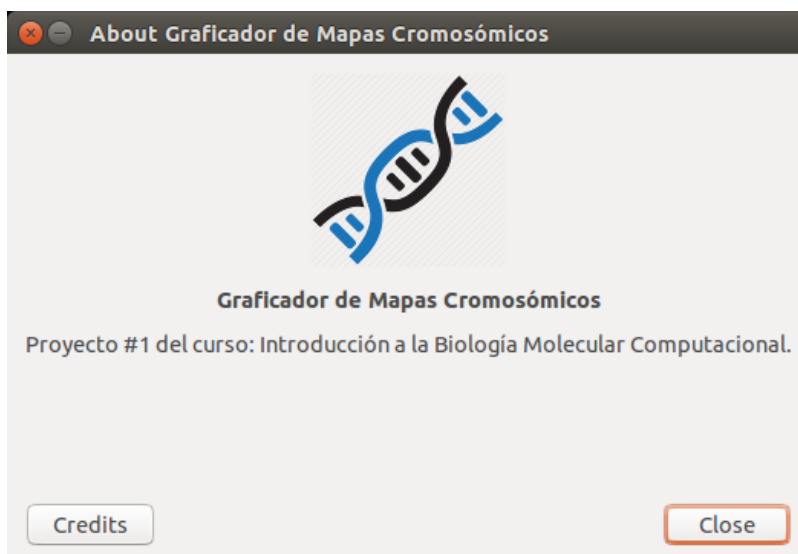 About Graficador de Mapas Cromosómicos
Graficador de Mapas Cromosómicos
Proyecto #1 del curso: Introducción a la Biología Molecular Computacional.
Credits
Close